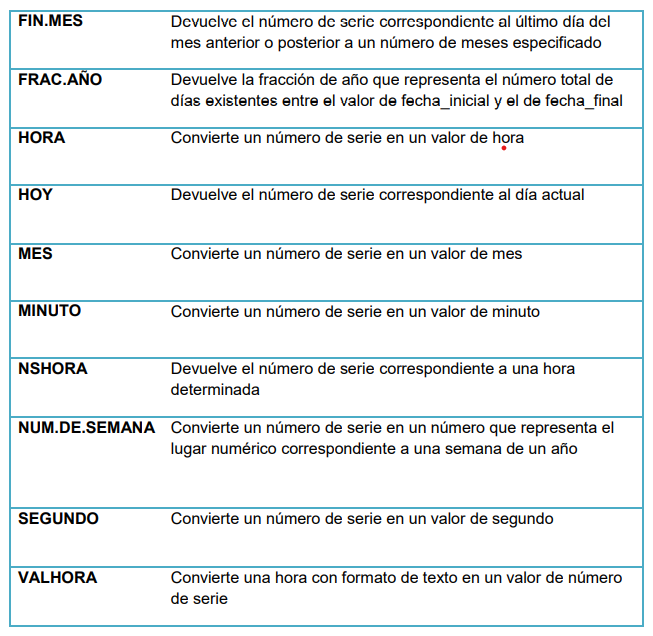 FIN.MES Devuelve el número de serie correspondiente al último día del
mes anterior o posterior a un número de meses especificado
FRAC.AÑO Devuelve la fracción de año que representa el número total de
días existentes entre el valor de fecha_inicial y el de fecha_final
HORA Convierte un número de serie en un valor de hora
HOY Devuelve el número de serie correspondiente al día actual
MES Convierte un número de serie en un valor de mes
MINUTO Convierte un número de serie en un valor de minuto
NSHORA Devuelve el número de serie correspondiente a una hora
determinada
NUM.DE.SEMANA Convierte un número de serie en un número que representa el
lugar numérico correspondiente a una semana de un año
SEGUNDO Convierte un número de serie en un valor de segundo
VALHORA Convierte una hora con formato de texto en un valor de número
de serie